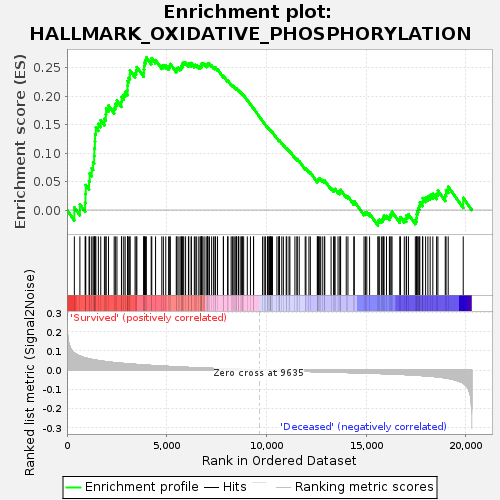 Enrichment plot:
HALLMARK_OXIDATIVE_PHOSPHORYLATION
Enrichment score (ES)
0.25
0.20
0.15
0.10
0.05
0.00
'Survived' (positively correlated)
Ranked list metric (Signal2Noise)
0.3
0.2
0.1
0.0
-0.1
-0.2
-0.3
Zero cross at 9635
'Deceased' (negatively correlated)
0 5,000 10,000 15,000 20,000
Rank in Ordered Dataset
Enrichment profile Hits Ranking metric scores